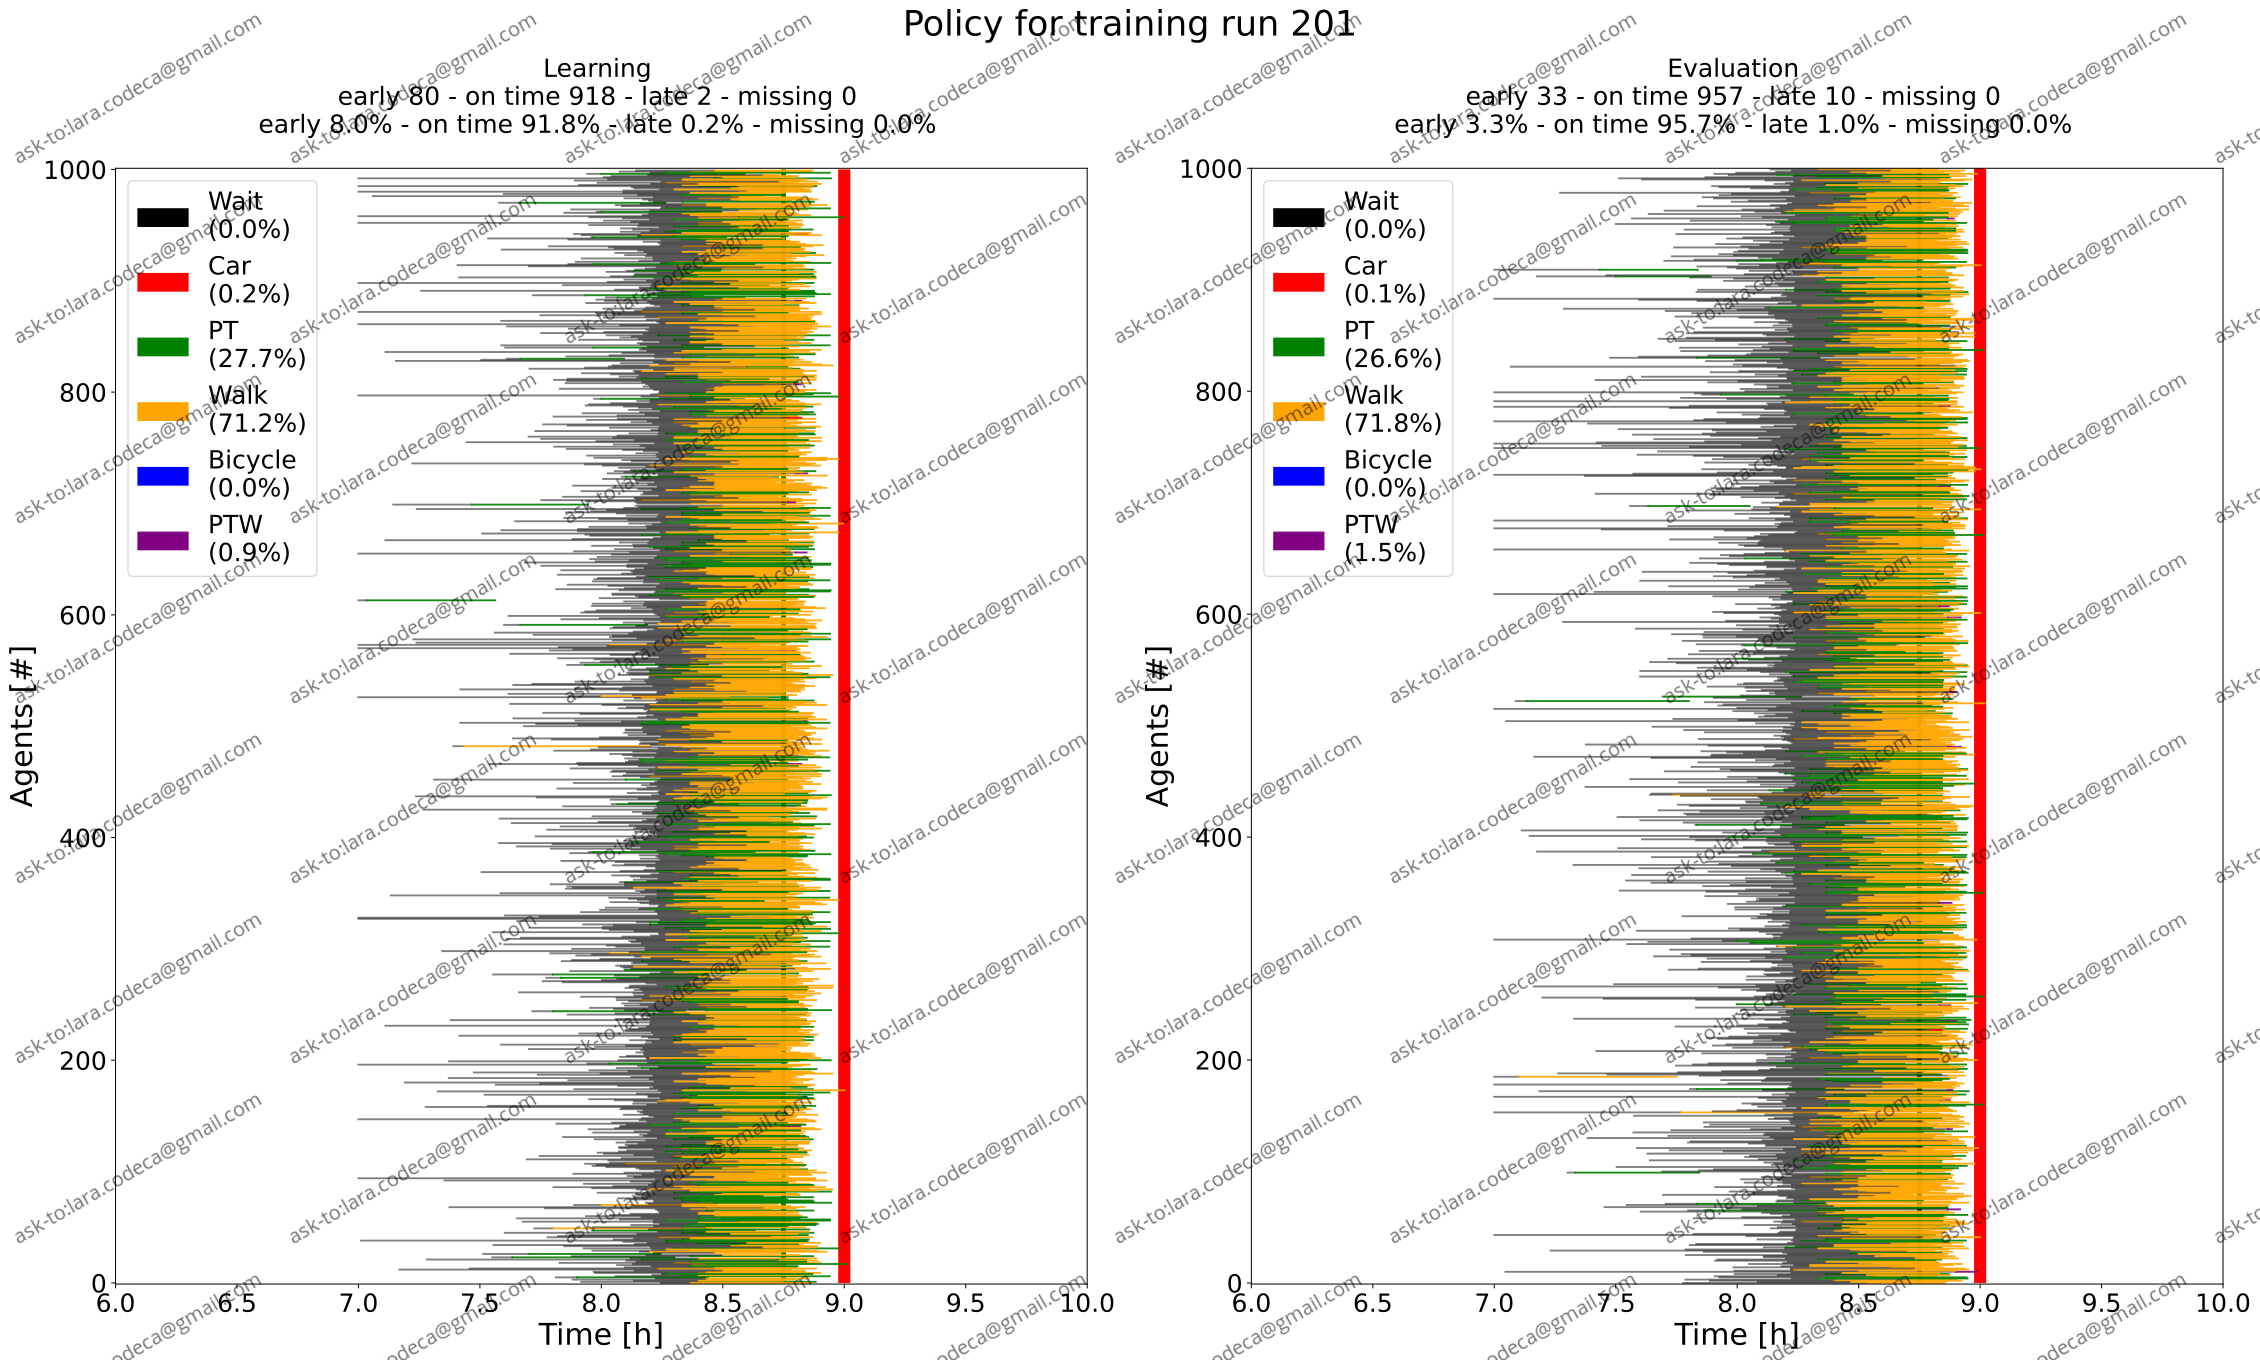 Policy for training run 201
Learning
early 80 - on time 918 - late 2 - missing 0
early 8.0% - on time 91.8% - late 0.2% - missing 0.0%
1000
800
600
400
200
0
Agents [#]
Wait
(0.0%)
Car
(0.2%)
PT
(27.7%)
Walk
(71.2%)
Bicycle
(0.0%)
PTW
(0.9%)
6.0 6.5 7.0 7.5 8.0 8.5 9.0 9.5 10.0
Time [h]
Evaluation
early 33 - on time 957 - late 10 - missing 0
early 3.3% - on time 95.7% - late 1.0% - missing 0.0%
1000
800
600
400
200
0
Agents [#]
Wait
(0.0%)
Car
(0.1%)
PT
(26.6%)
Walk
(71.8%)
Bicycle
(0.0%)
PTW
(1.5%)
6.0 6.5 7.0 7.5 8.0 8.5 9.0 9.5 10.0
Time [h]
ask-to:lara.codeca@gmail.com